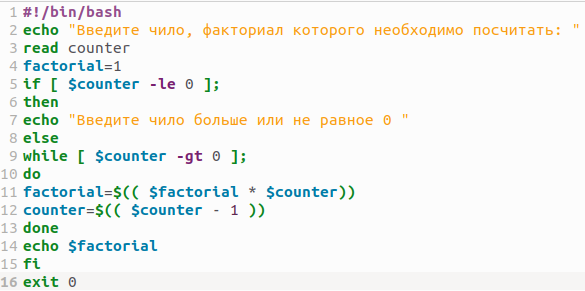 1 #!/bin/bash
2 echo "Введите чило, факториал которого необходимо посчитать: "
3 read counter
4 factorial=1
5 if [ $counter -le 0 ];
6 then
7 echo "Введите чило больше или не равное 0 "
8 else
9 while [ $counter -gt 0 ];
10 do
11 factorial=$(( $factorial * $counter))
12 counter=$(( $counter - 1 ))
13 done
14 echo $factorial
15 fi
16 exit 0